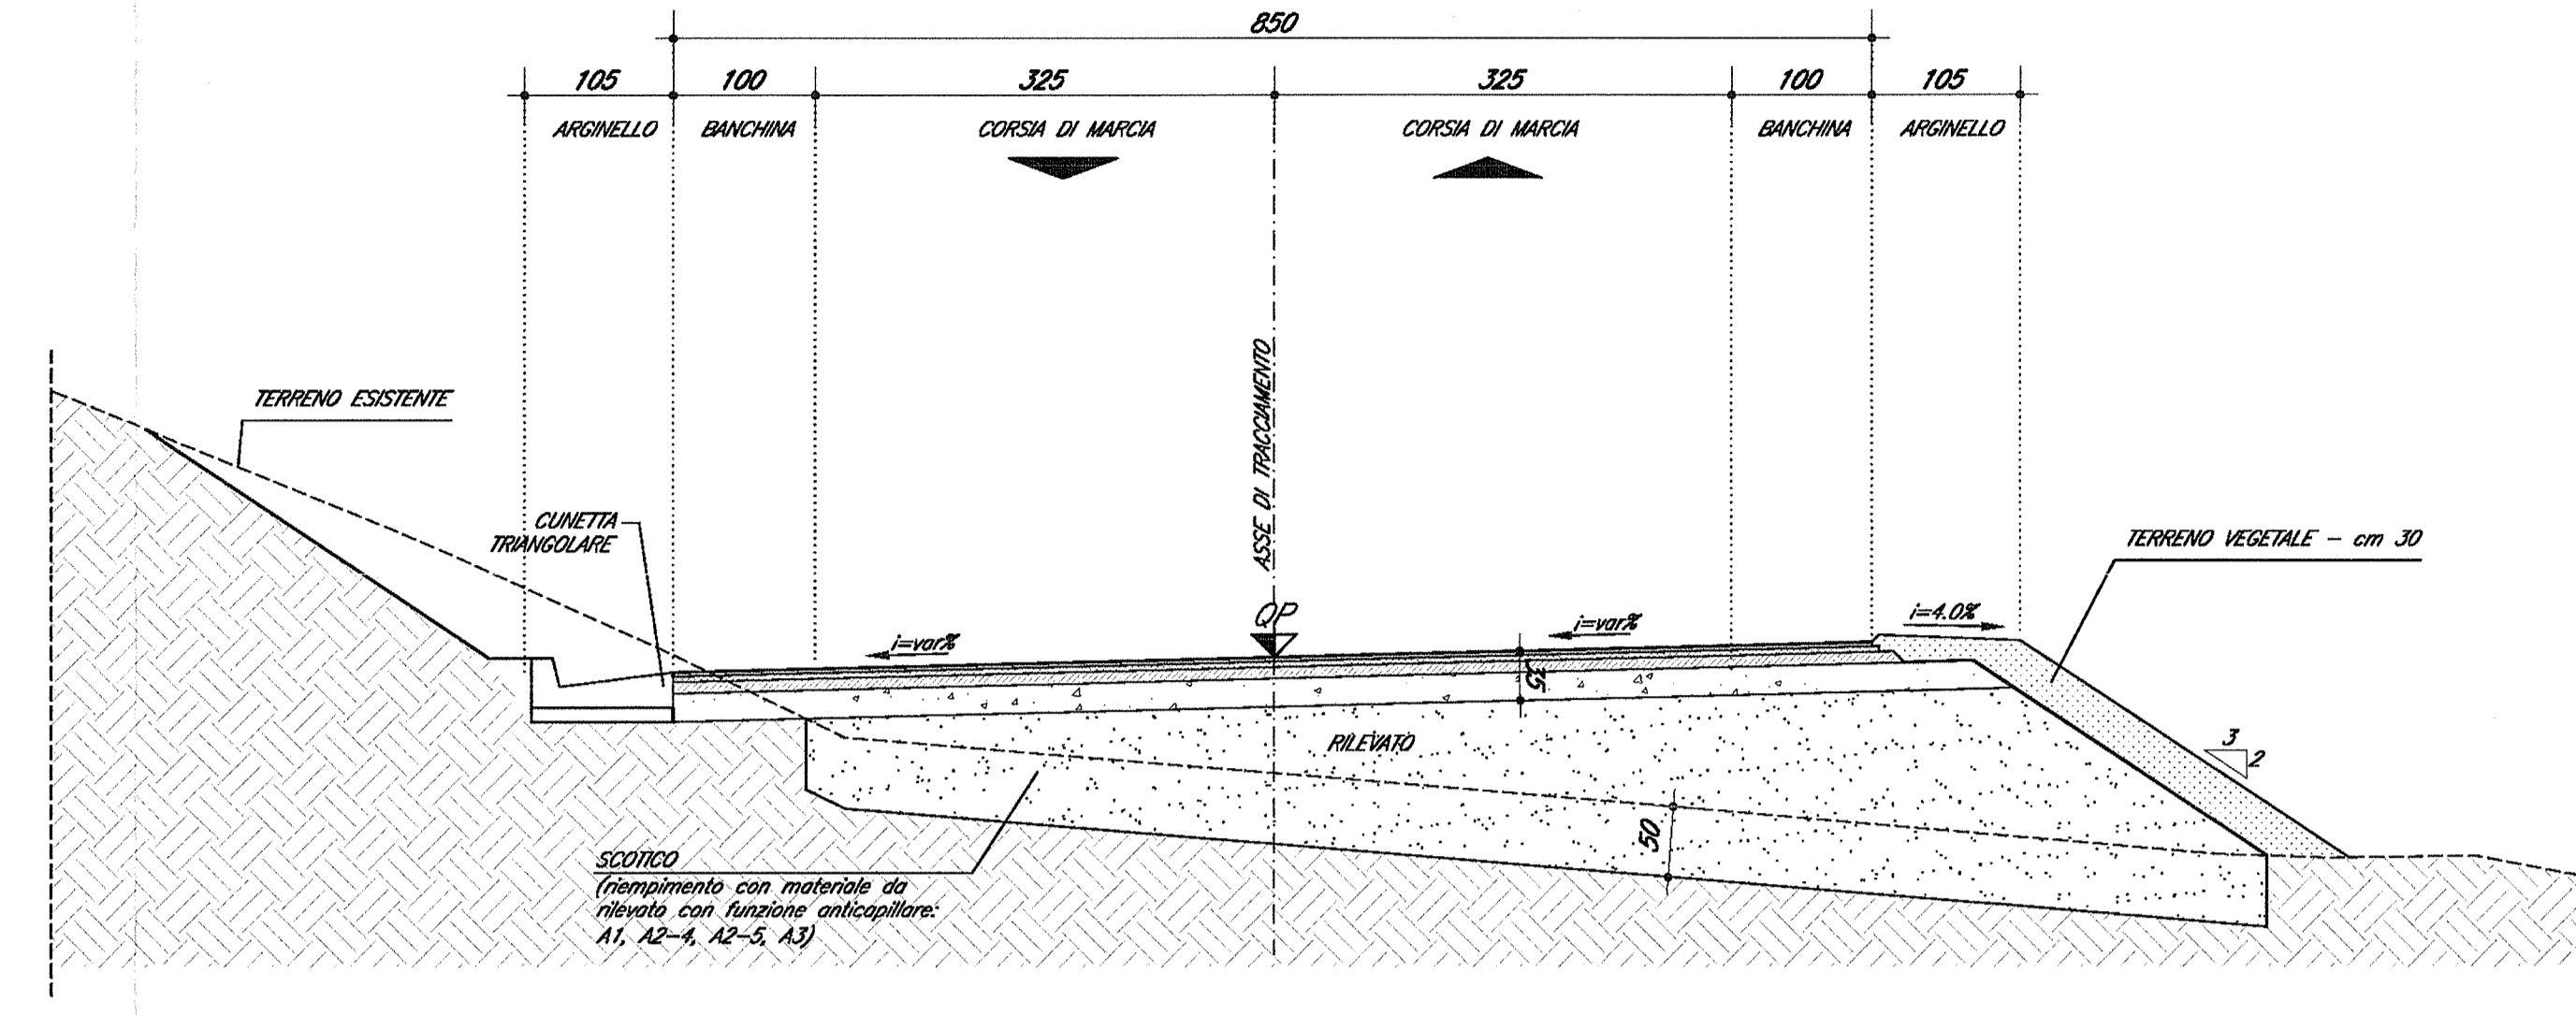 850
105 100 325 325 100 105
ARGINELLO BANCHINA CORSIA DI MARCIA CORSIA DI MARCIA BANCHINA ARGINELLO
ASSE DI TRACCIAMENTO
TERRENO ESISTENTE
CUNETTA
TRIANGOLARE
TERRENO VEGETALE – cm 30
QP
i=var%
i=var%
i=4.0%
RILEVATO
3
2
50
SCOTICO
(riempimento con materiale da
rilevato con funzione anticapillare:
A1, A2-4, A2-5, A3)